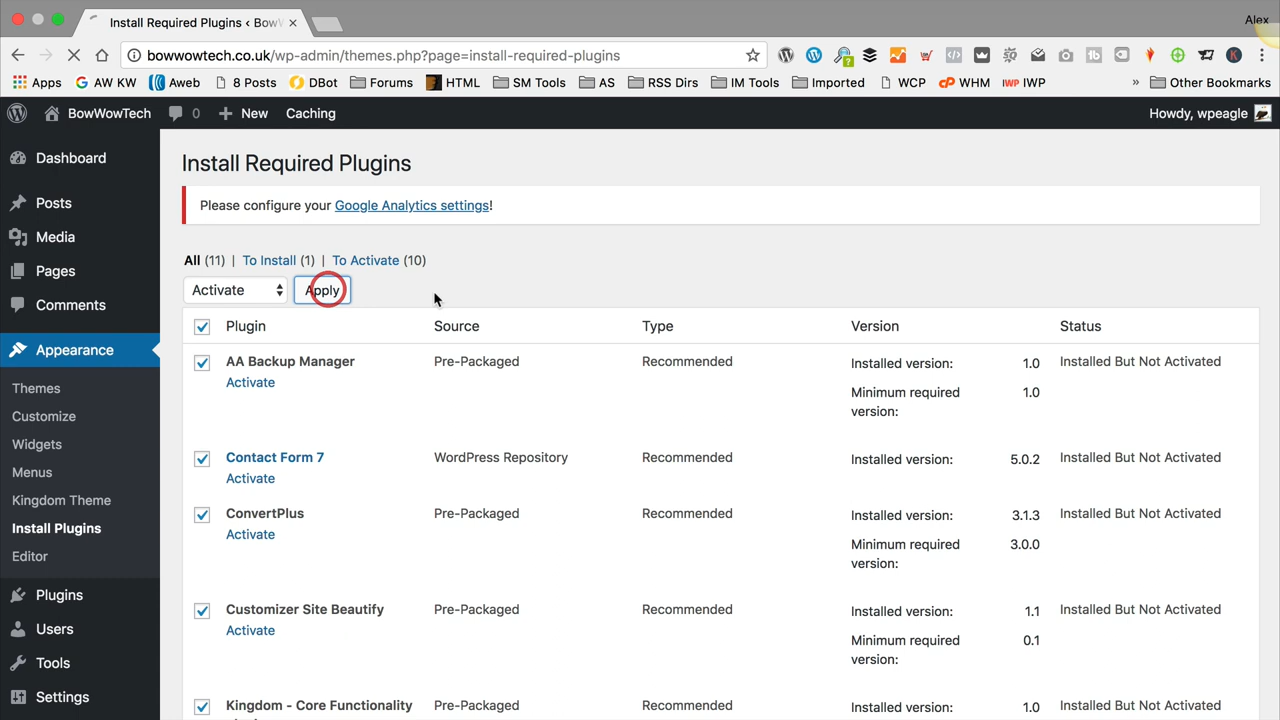 Install Required Plugins ‹ Bow
Alex
bowwowtech.co.uk/wp-admin/themes.php?page=install-required-plugins
Apps AW KW Aweb 8 Posts DBot Forums HTML SM Tools AS RSS Dirs IM Tools Imported WCP WHM IWP » Other Bookmarks
BowWowTech 0 New Caching Howdy, wpeagle
Dashboard
Posts
Media
Pages
Comments
Appearance
Themes
Customize
Widgets
Menus
Kingdom Theme
Install Plugins
Editor
Plugins
Users
Tools
Settings
Install Required Plugins
Please configure your Google Analytics settings!
All (11) | To Install (1) | To Activate (10)
Activate Apply
Plugin Source Type Version Status
AA Backup Manager Pre-Packaged Recommended Installed version: 1.0 Installed But Not Activated
Activate
Minimum required version: 1.0
Contact Form 7 WordPress Repository Recommended Installed version: 5.0.2 Installed But Not Activated
Activate
ConvertPlus Pre-Packaged Recommended Installed version: 3.1.3 Installed But Not Activated
Activate
Minimum required version: 3.0.0
Customizer Site Beautify Pre-Packaged Recommended Installed version: 1.1 Installed But Not Activated
Activate
Minimum required version: 0.1
Kingdom - Core Functionality Pre-Packaged Recommended Installed version: 1.0 Installed But Not Activated